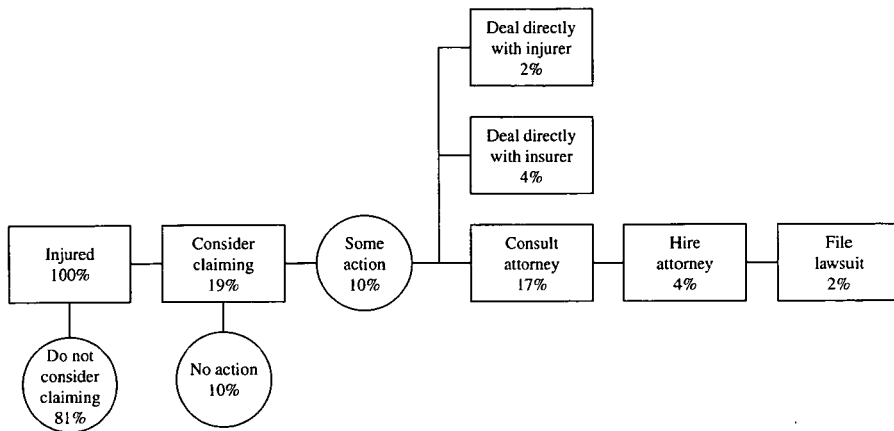 Deal directly
with injurer
2%
Deal directly
with insurer
4%
Injured
100%
Consider
claiming
19%
Some
action
10%
Consult
attorney
17%
Hire
attorney
4%
File
lawsuit
2%
Do not
consider
claiming
81%
No action
10%